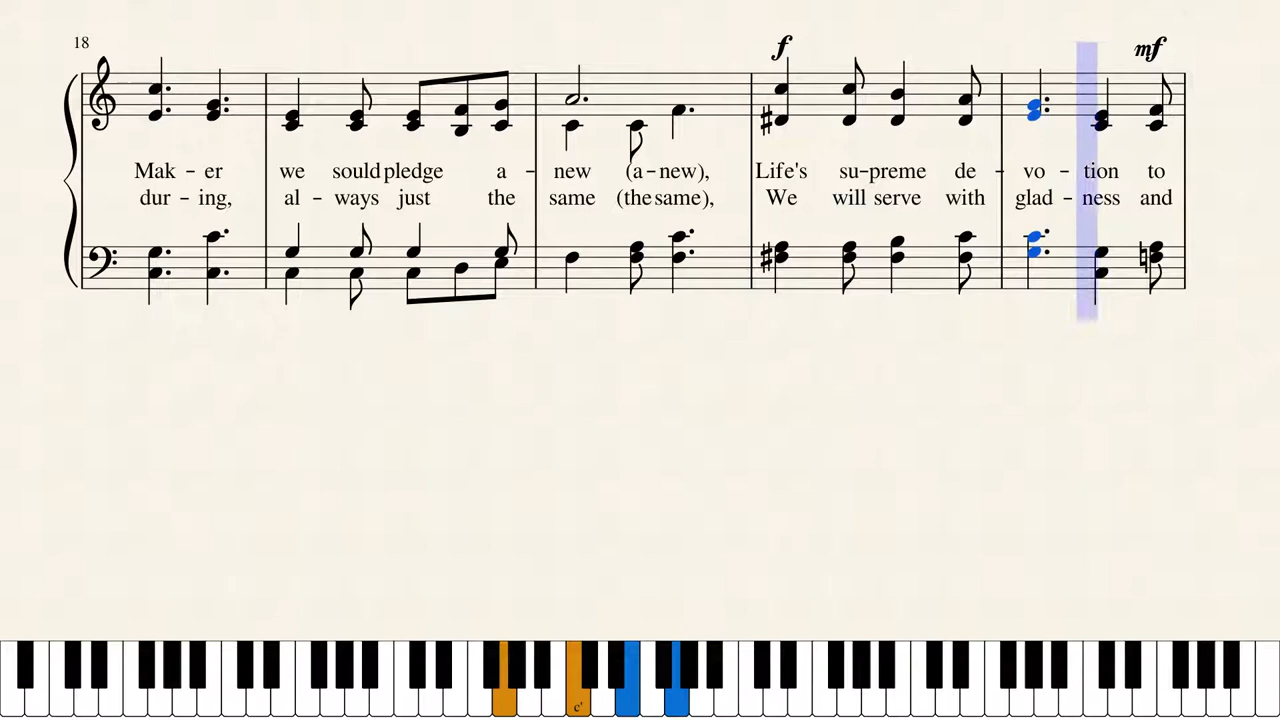 18
f mf
Mak - er we sould pledge a - new (a - new), Life's su - preme de - vo - tion to
dur - ing, al - ways just the same (the same), We will serve with glad - ness and
c'